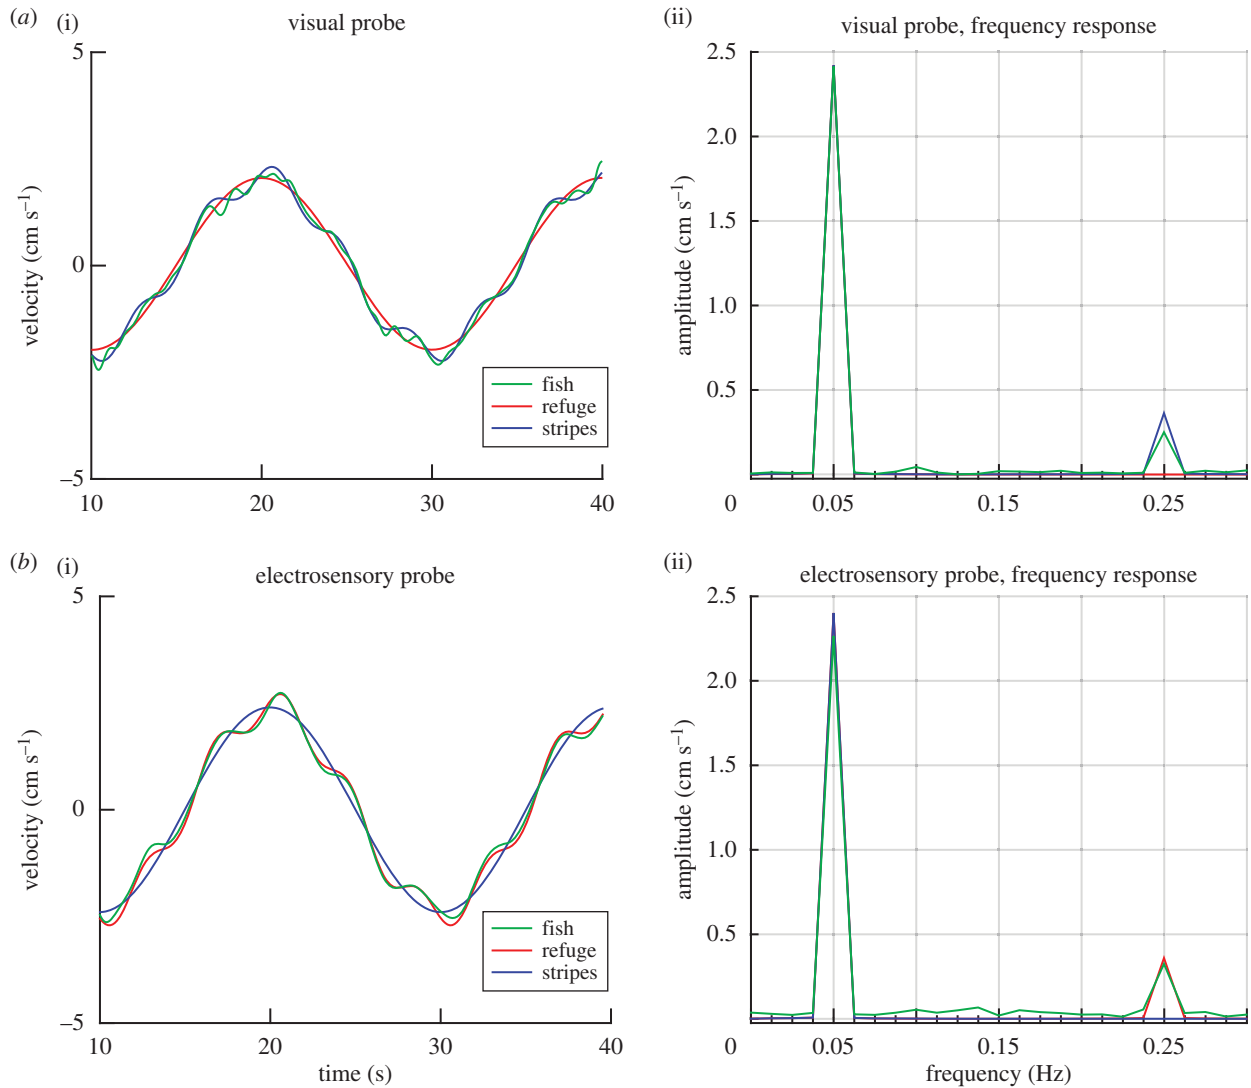 (a) (i) visual probe
5
0
–5
velocity (cm s⁻¹)
fish
refuge
stripes
10 20 30 40
(ii) visual probe, frequency response
2.5
2.0
1.5
1.0
0.5
0
amplitude (cm s⁻¹)
0.05 0.15 0.25
(b) (i) electrosensory probe
5
0
–5
velocity (cm s⁻¹)
fish
refuge
stripes
10 20 30 40
time (s)
(ii) electrosensory probe, frequency response
2.5
2.0
1.5
1.0
0.5
0
amplitude (cm s⁻¹)
0.05 0.15 0.25
frequency (Hz)